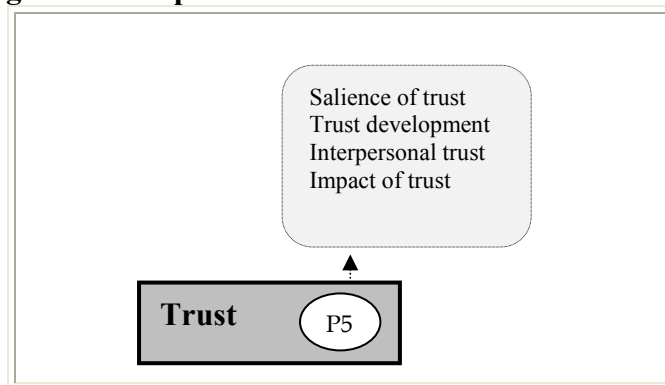 Salience of trust
Trust development
Interpersonal trust
Impact of trust
Trust
P5